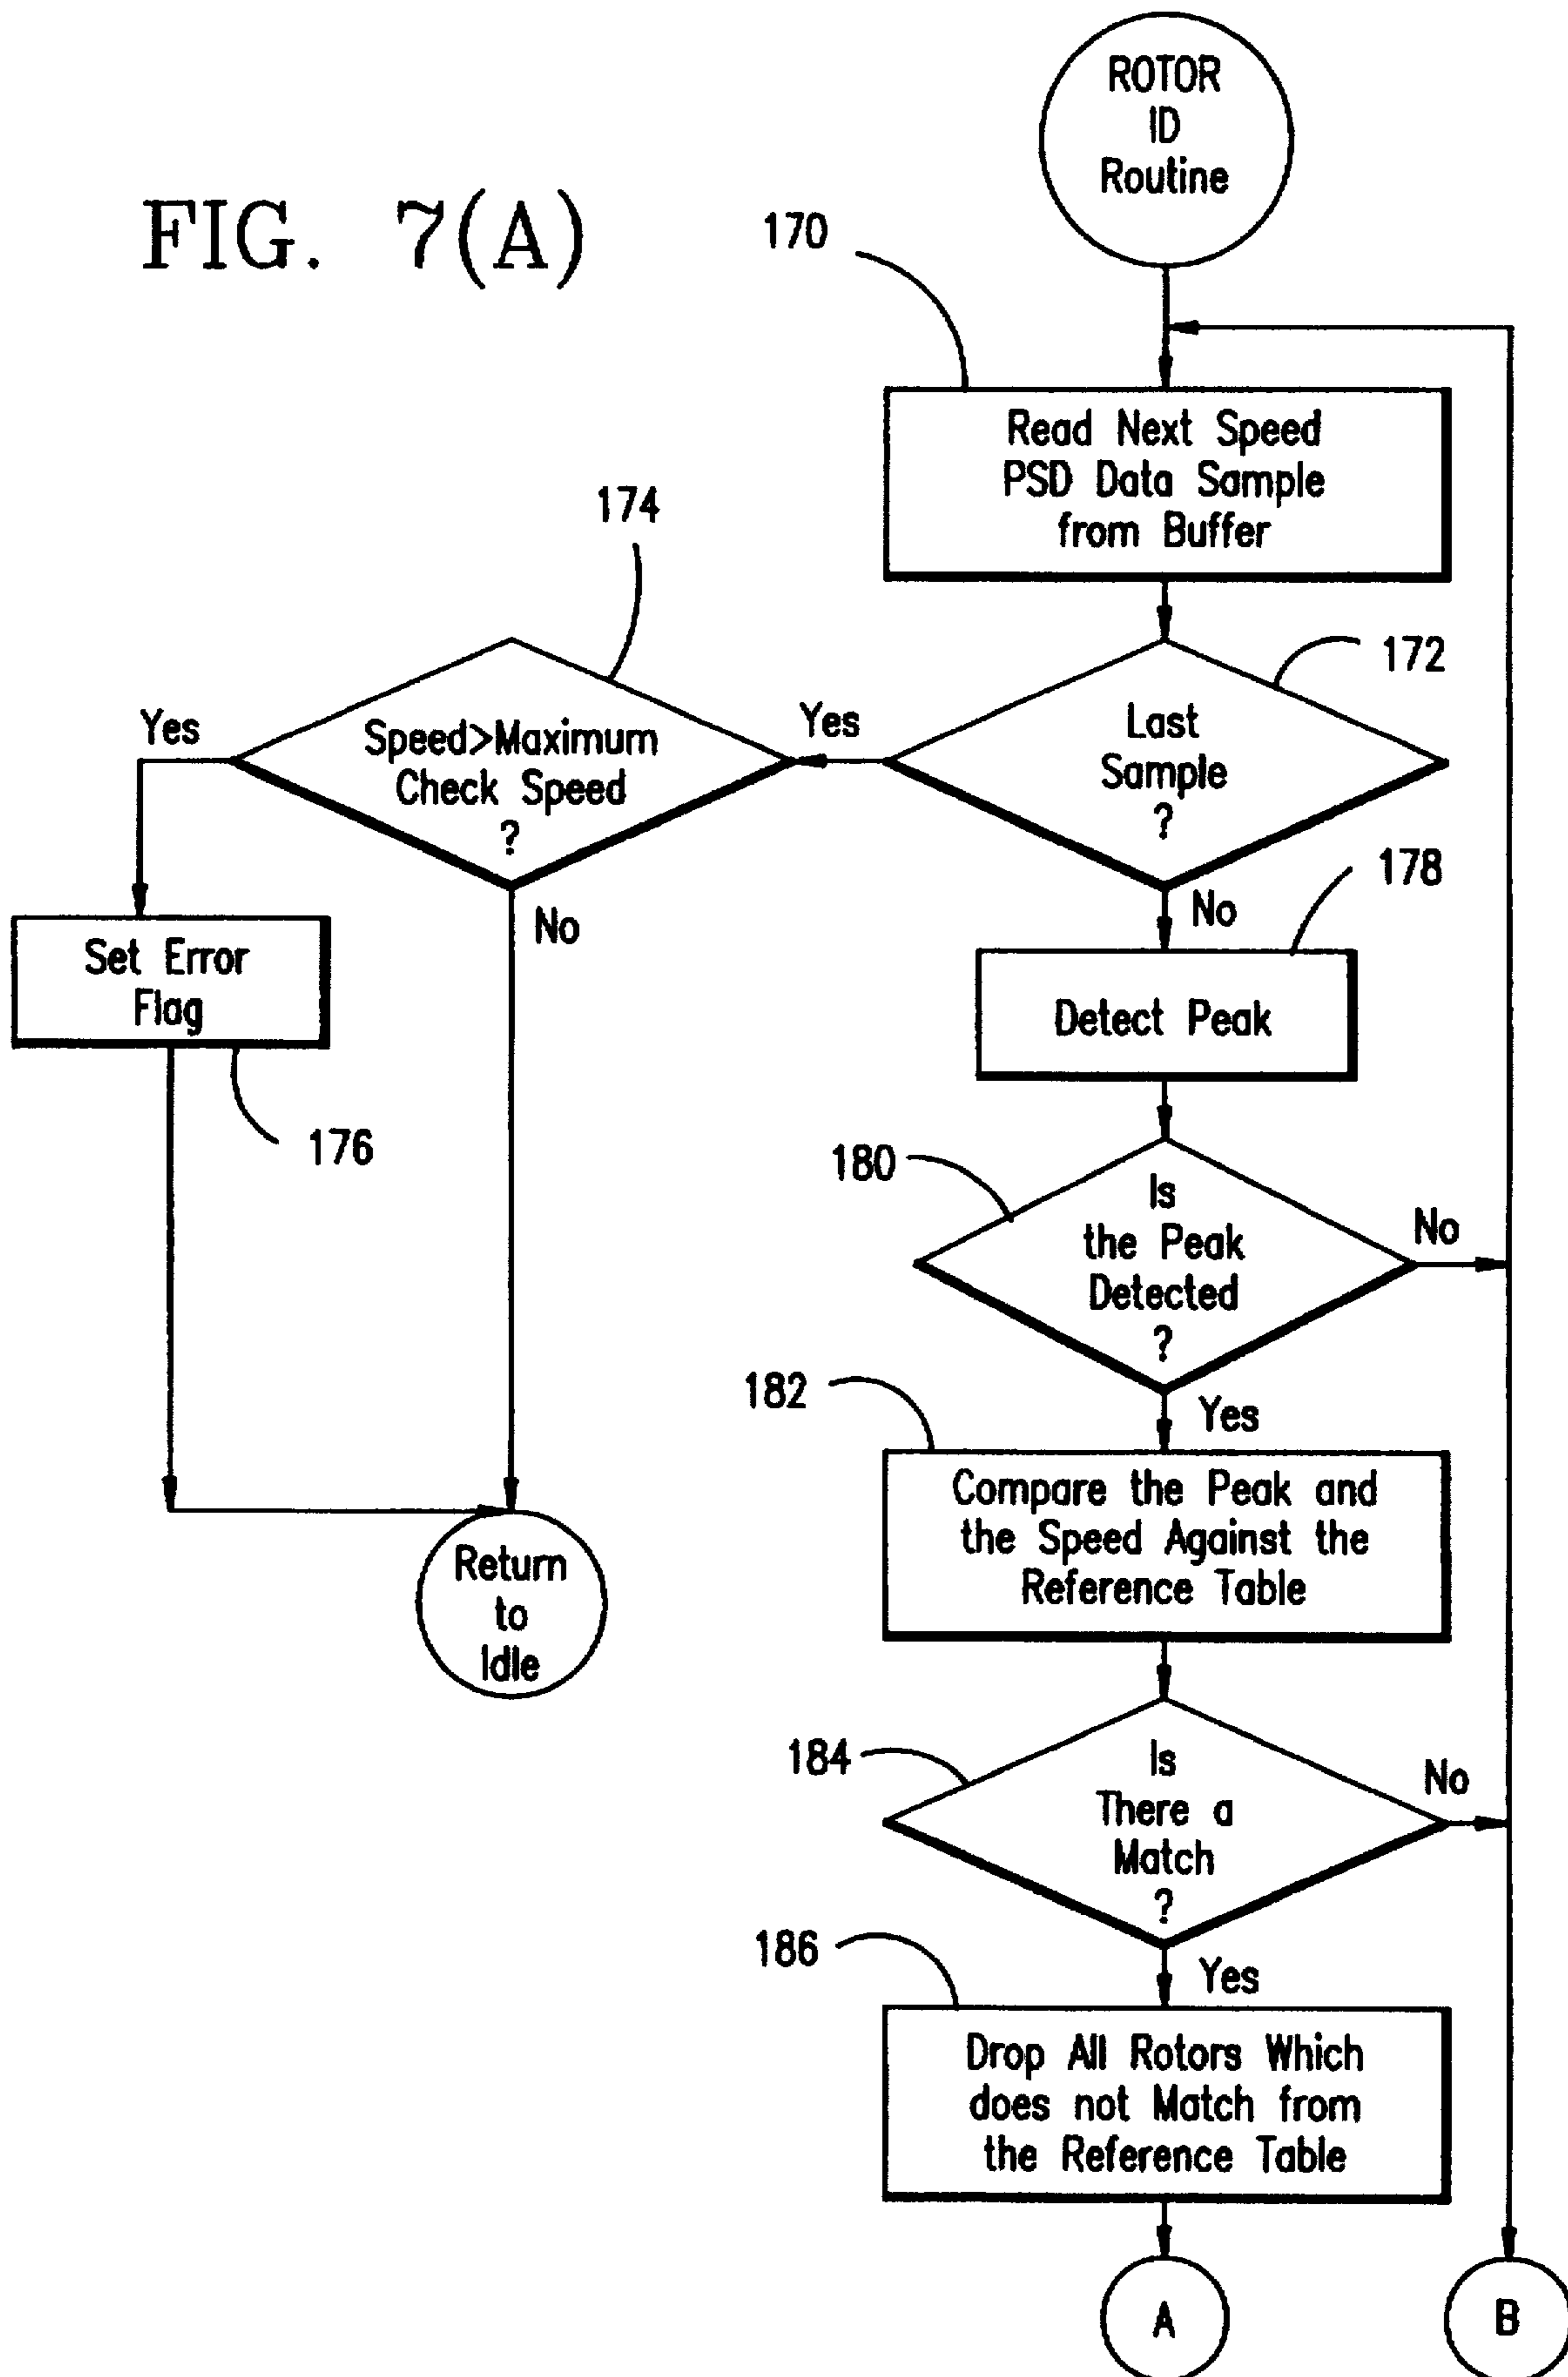 ROTOR
ID
Routine
FIG. 7(A)
170
Read Next Speed
PSD Data Sample
from Buffer
174
172
Last
Sample
?
Yes
Speed>Maximum
Check Speed
?
Yes
No
Set Error
Flag
176
No
178
Detect Peak
180
Is
the Peak
Detected
?
No
Yes
182
Compare the Peak and
the Speed Against the
Reference Table
Return
to
Idle
184
Is
There a
Match
?
No
Yes
186
Drop All Rotors Which
does not Match from
the Reference Table
A
B